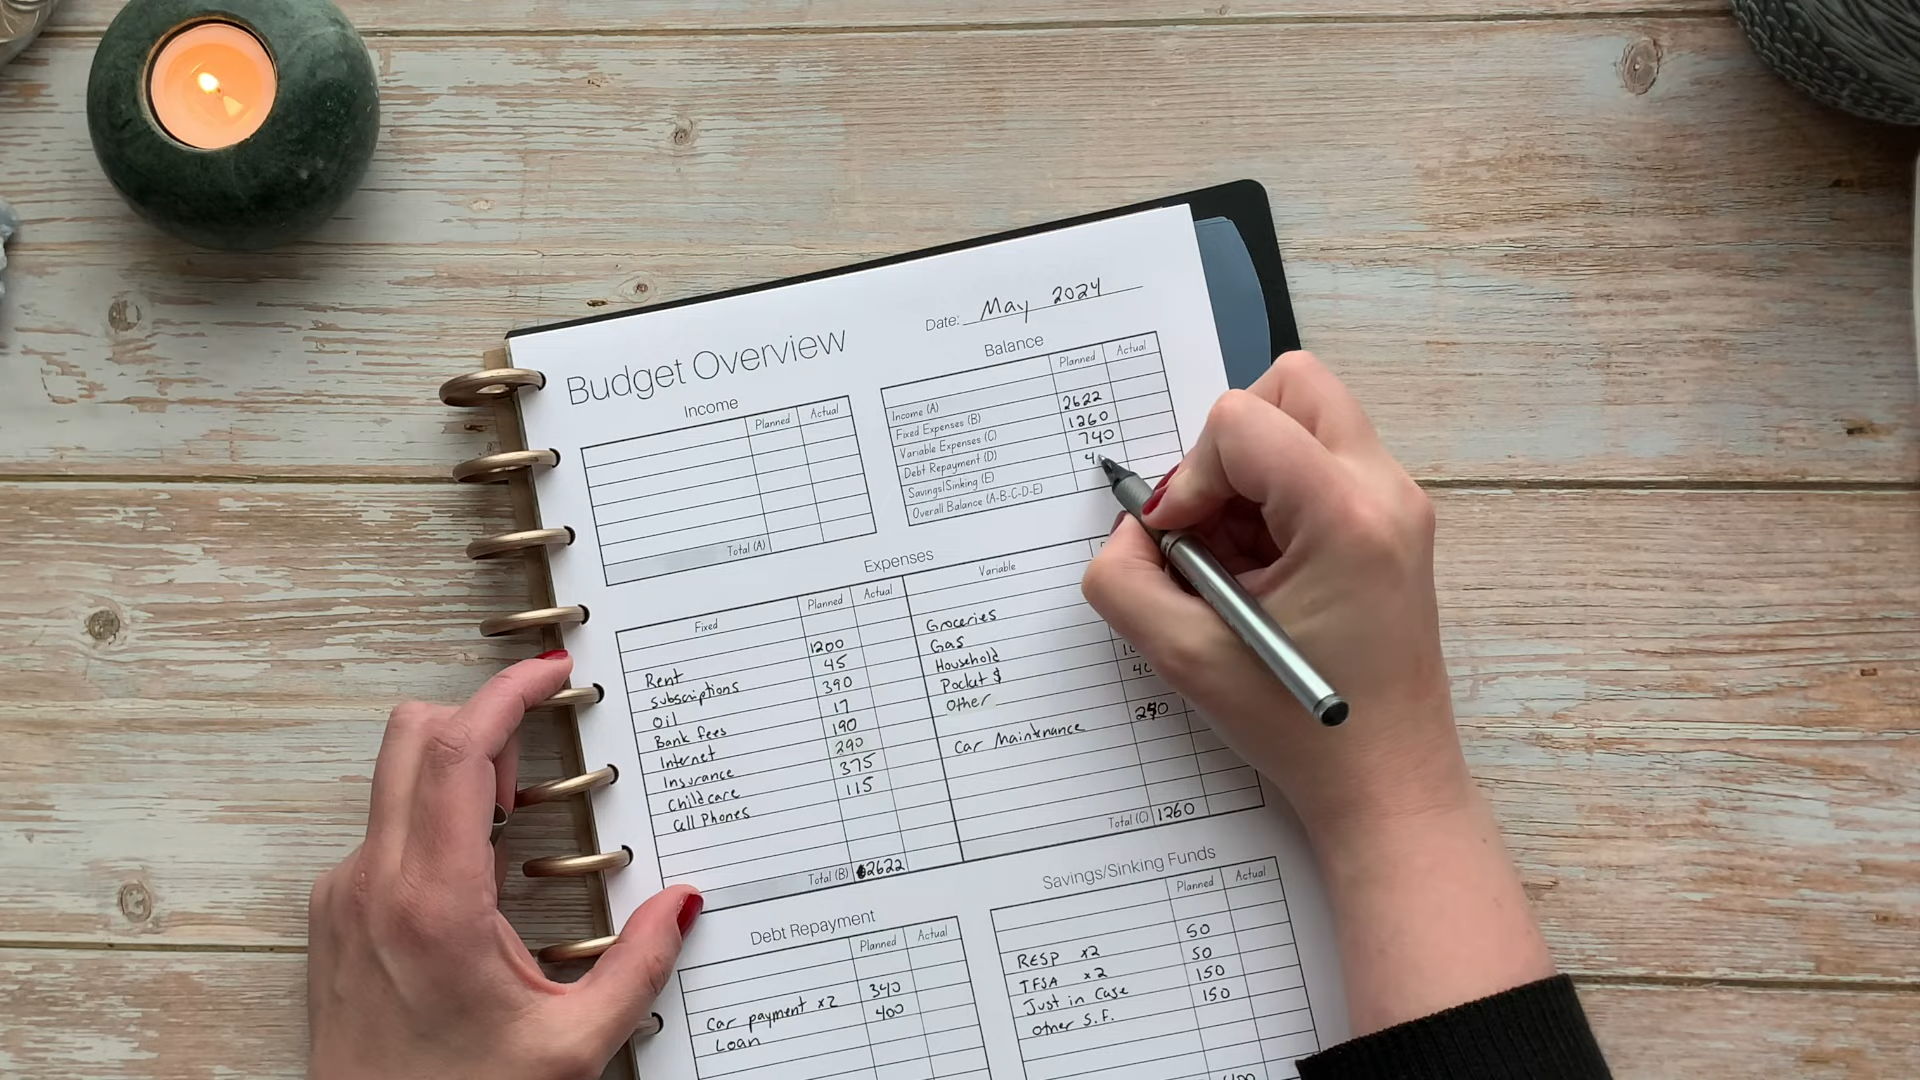 Date: May 2024
Budget Overview
Income
Planned Actual
Total (A)
Balance
Planned Actual
Income (A)
Fixed Expenses (B) 2622
Variable Expenses (C) 1260
Debt Repayment (D) 740
Savings|Sinking (E) 4
Overall Balance (A-B-C-D-E)
Expenses
Fixed Planned Actual
Rent 1200
Subscriptions 45
Oil 390
Bank fees 17
Internet 190
Insurance 290
Childcare 375
Cell Phones 115
Total (B) 2622
Variable
Groceries
Gas
Household
Pocket $
Other
Car Maintenance
Total (C) 1260
Debt Repayment
Planned Actual
Car payment x2 340
Loan 400
Savings/Sinking Funds
Planned Actual
RESP x2 50
TFSA x2 50
Just in Case 150
Other S.F. 150